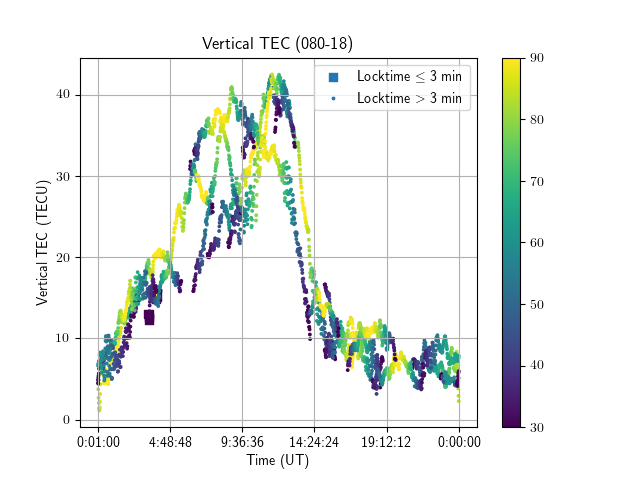 Vertical TEC (080-18)
Locktime ≤ 3 min
Locktime > 3 min
Vertical TEC (TECU)
40
30
20
10
0
0:01:00 4:48:48 9:36:36 14:24:24 19:12:12 0:00:00
Time (UT)
90
80
70
60
50
40
30